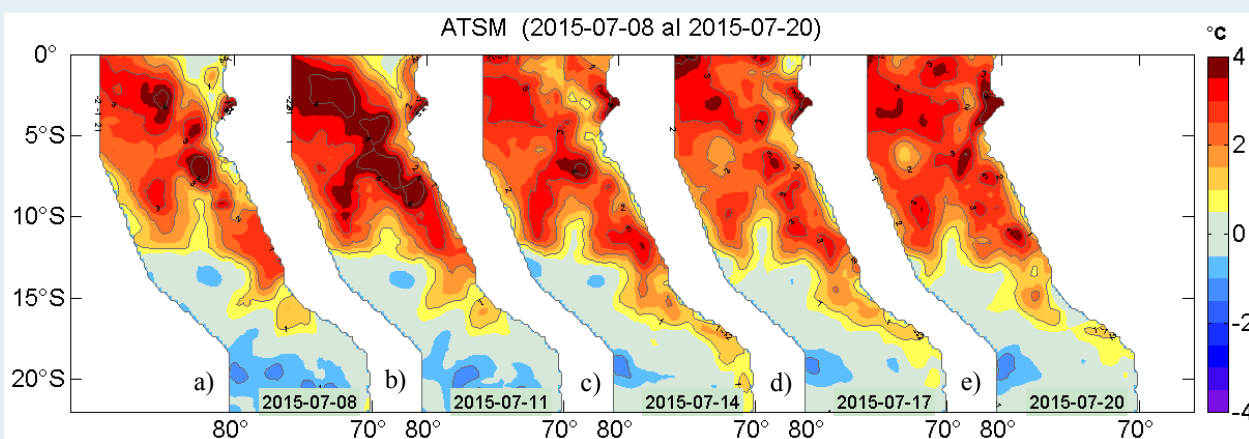 ATSM (2015-07-08 al 2015-07-20)
°C
0°
5°S
10°S
15°S
20°S
a) b) c) d) e)
2015-07-08 2015-07-11 2015-07-14 2015-07-17 2015-07-20
80° 70° 80° 70° 80° 70° 80° 70° 80° 70°
4
2
0
-2
-4